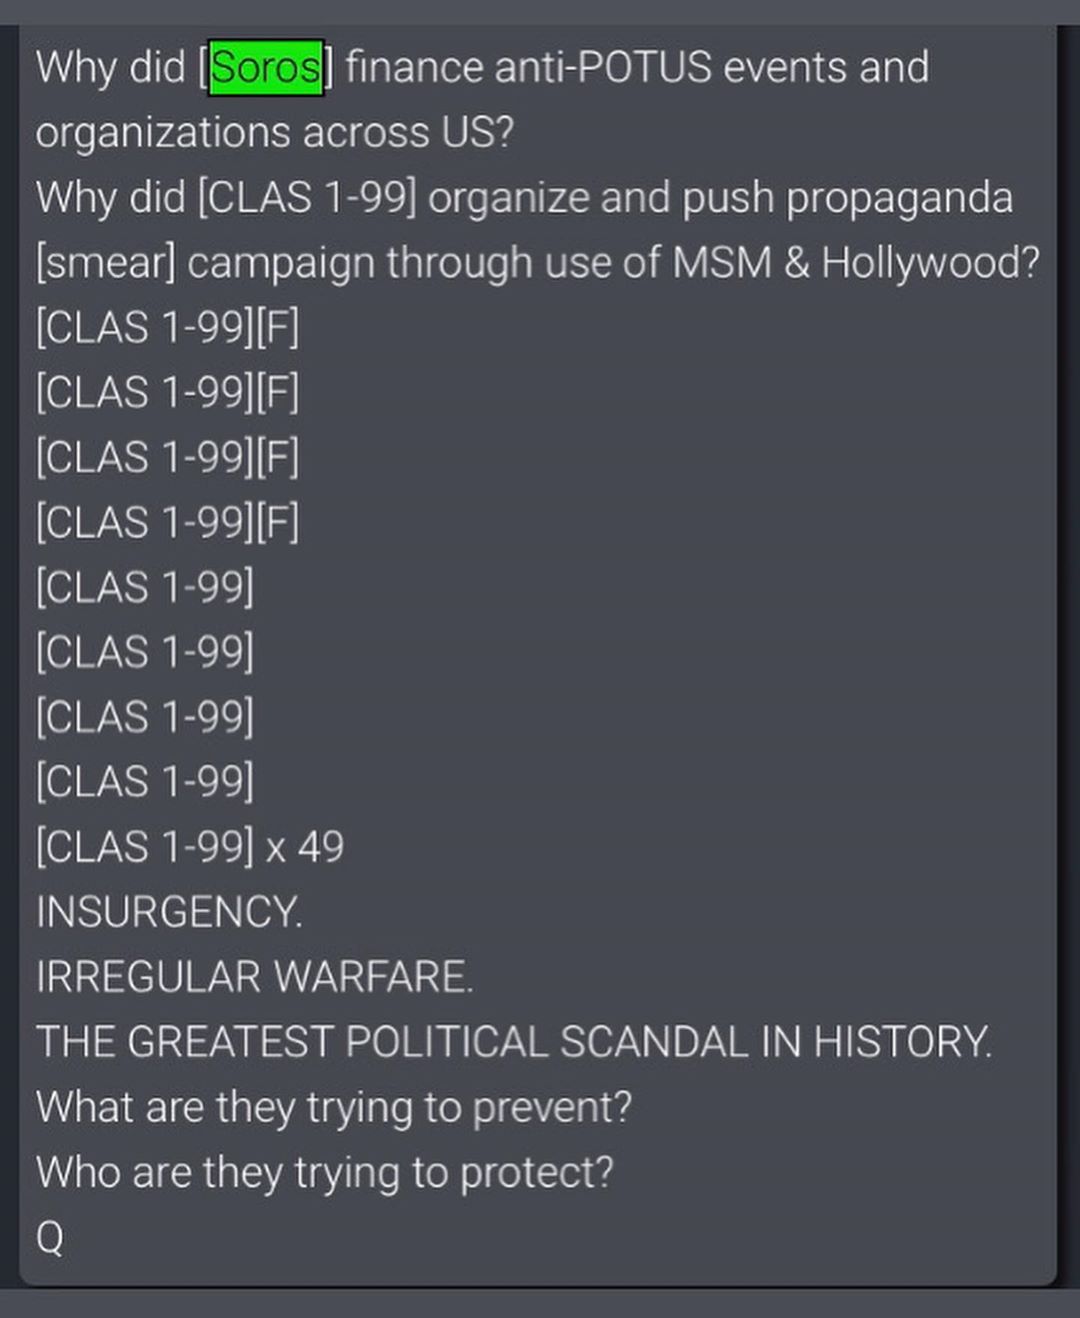 Why did [Soros] finance anti-POTUS events and
organizations across US?
Why did [CLAS 1-99] organize and push propaganda
[smear] campaign through use of MSM & Hollywood?
[CLAS 1-99][F]
[CLAS 1-99][F]
[CLAS 1-99][F]
[CLAS 1-99][F]
[CLAS 1-99]
[CLAS 1-99]
[CLAS 1-99]
[CLAS 1-99]
[CLAS 1-99] x 49
INSURGENCY.
IRREGULAR WARFARE.
THE GREATEST POLITICAL SCANDAL IN HISTORY.
What are they trying to prevent?
Who are they trying to protect?
Q